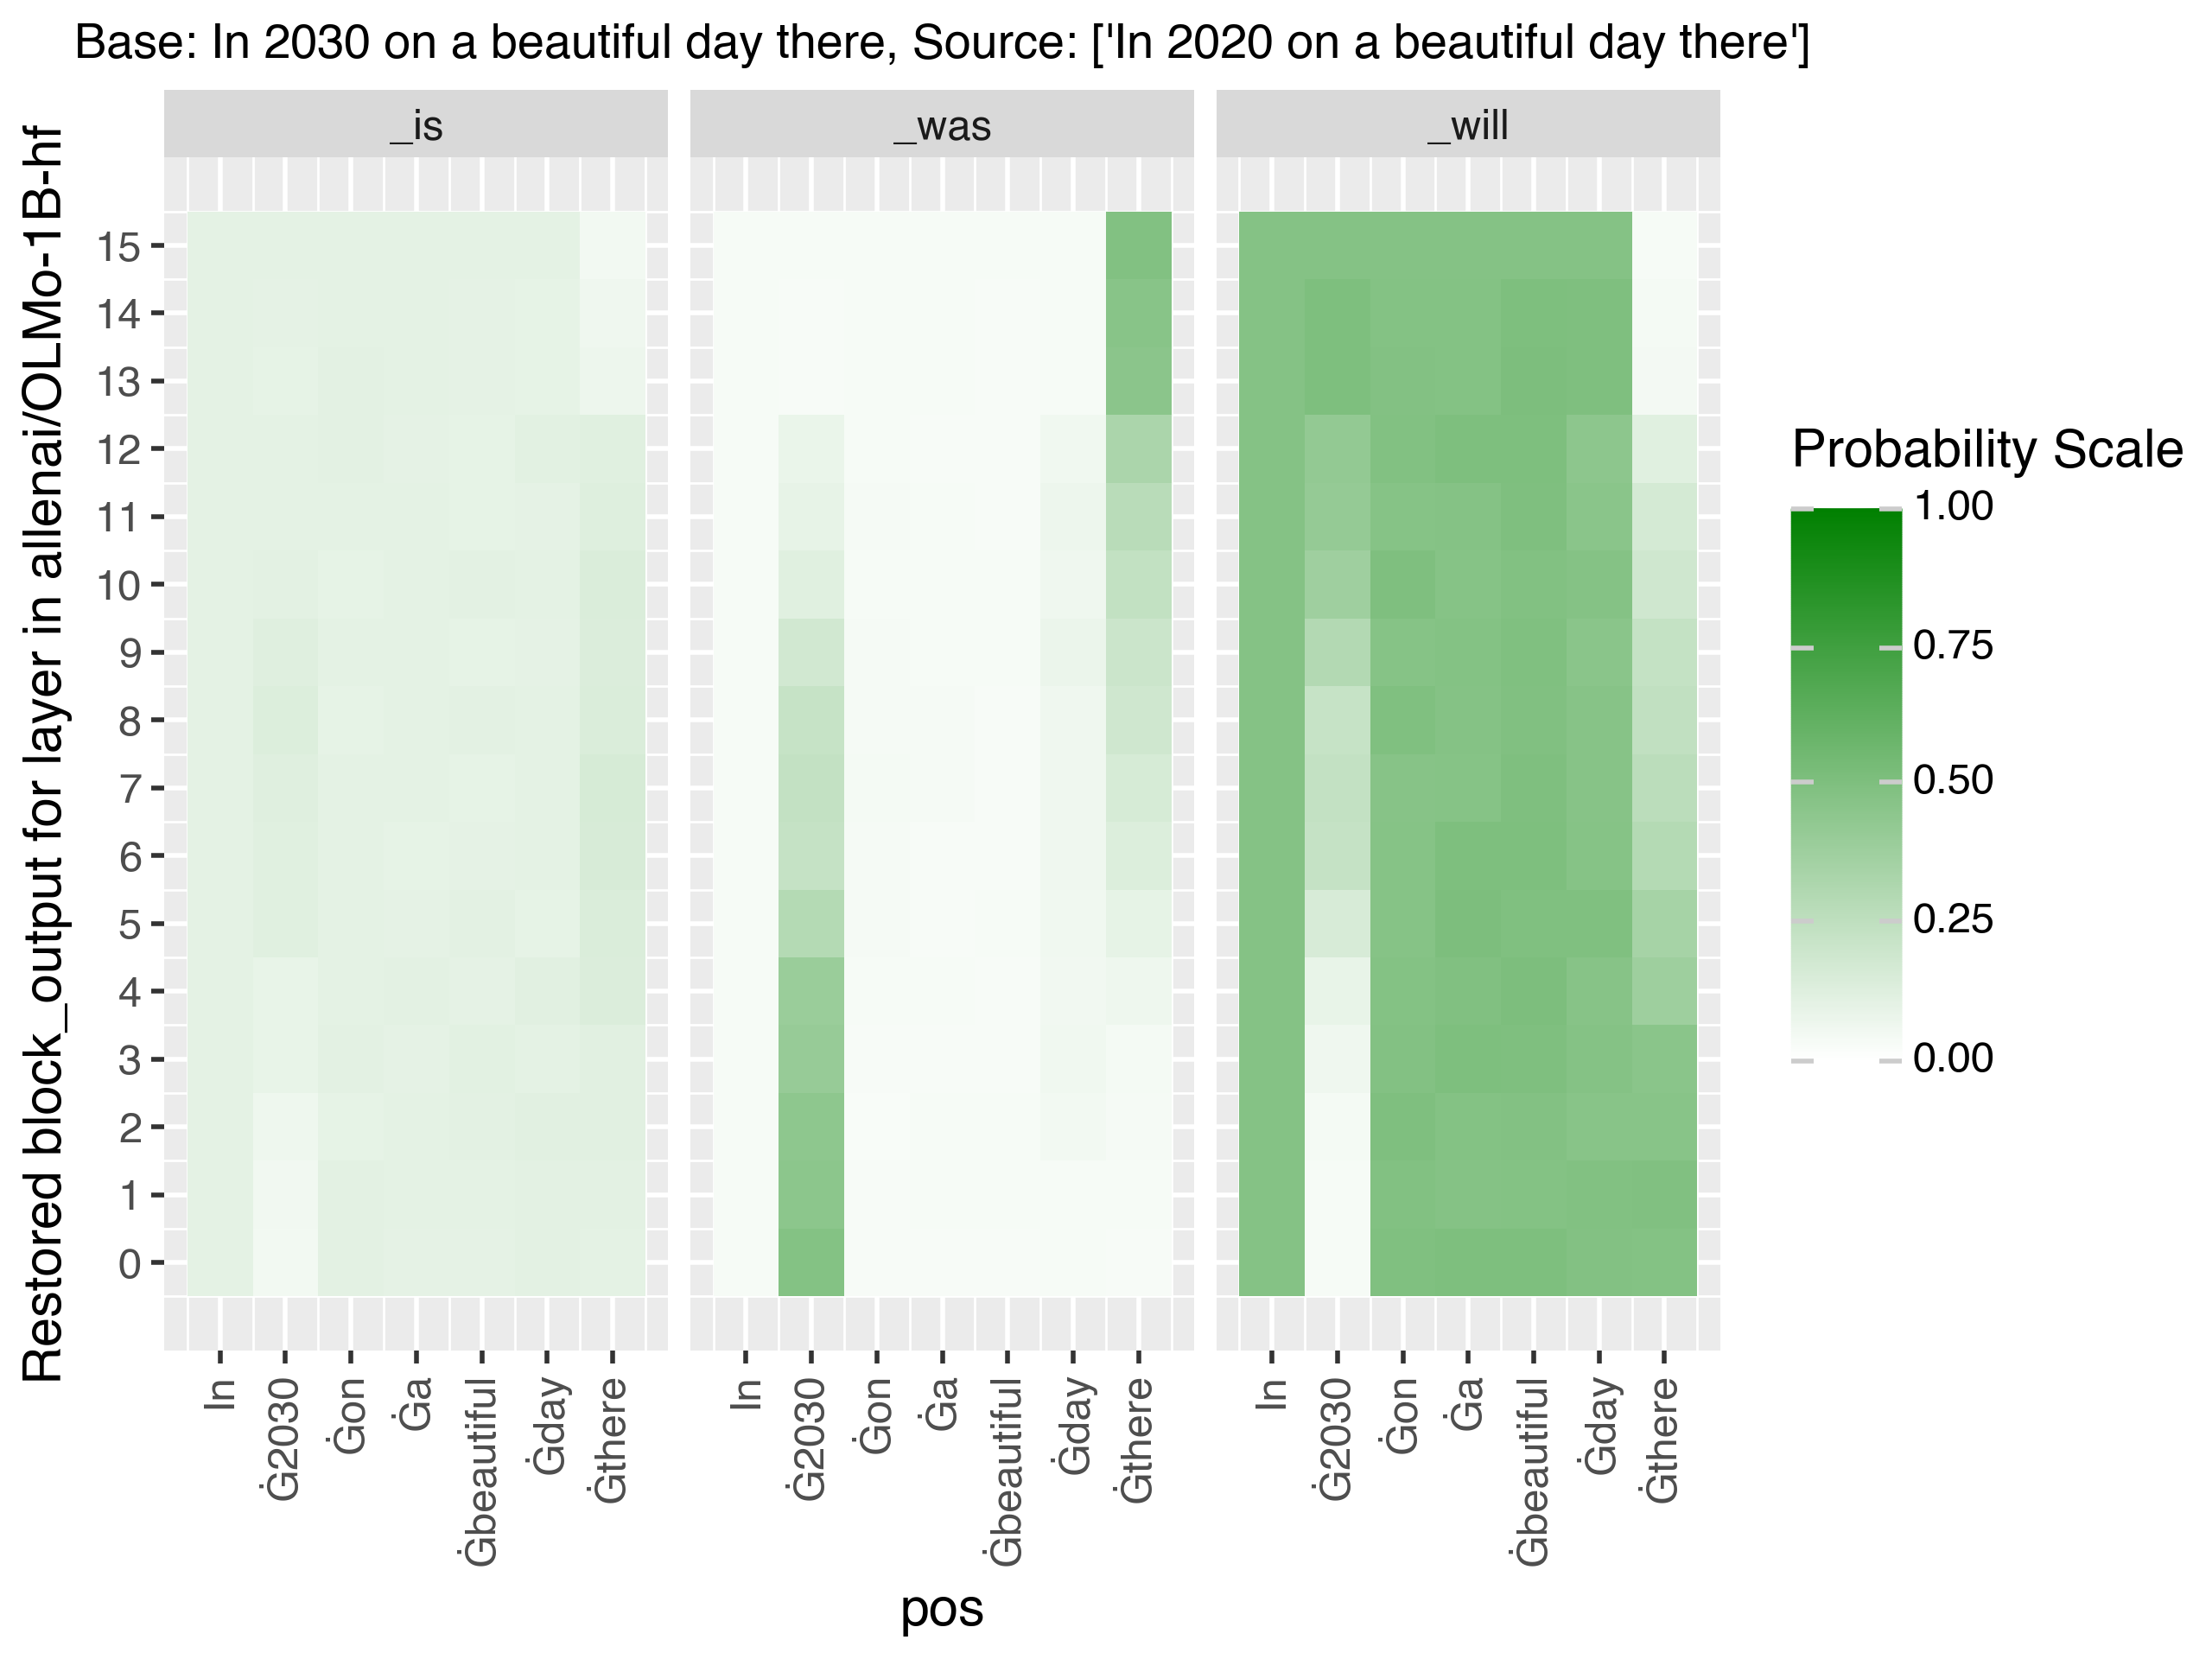 Base: In 2030 on a beautiful day there, Source: ['In 2020 on a beautiful day there']
_is
_was
_will
Restored block_output for layer in allenai/OLMo-1B-hf
15
14
13
12
11
10
9
8
7
6
5
4
3
2
1
0
In
Ġ2030
Ġon
Ġa
Ġbeautiful
Ġday
Ġthere
In
Ġ2030
Ġon
Ġa
Ġbeautiful
Ġday
Ġthere
In
Ġ2030
Ġon
Ġa
Ġbeautiful
Ġday
Ġthere
pos
Probability Scale
1.00
0.75
0.50
0.25
0.00